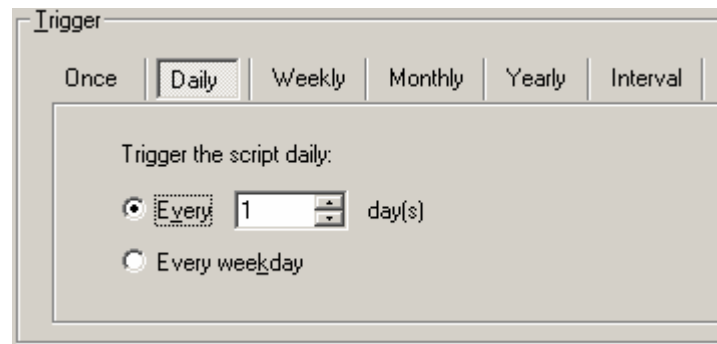 Trigger
Once Daily Weekly Monthly Yearly Interval
Trigger the script daily:
Every 1 day(s)
Every weekday